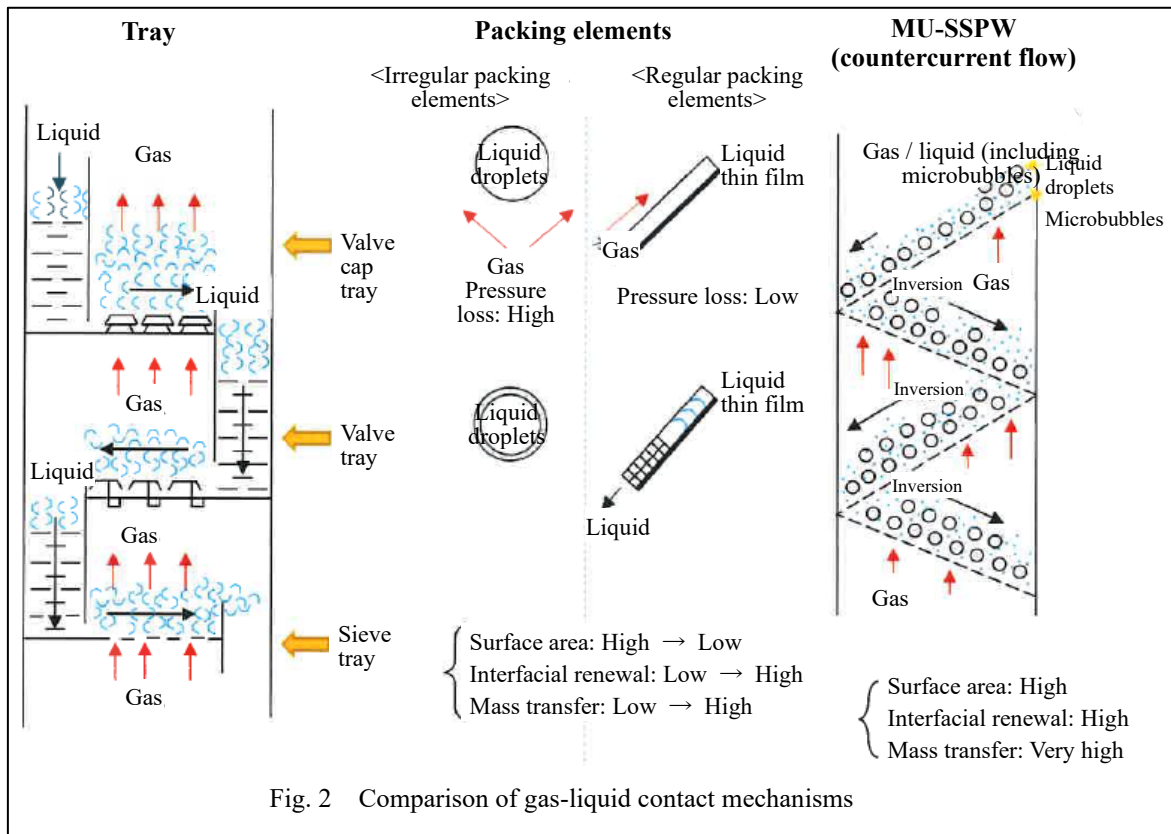 Tray
Liquid
Gas
Liquid
Valve
cap
tray
Gas
Liquid
Valve
tray
Gas
Sieve
tray
Gas
Packing elements
<Irregular packing
elements>
Liquid
droplets
Gas
Pressure
loss: High
Liquid
droplets
<Regular packing
elements>
Liquid
thin film
Gas
Pressure loss: Low
Liquid
thin film
Liquid
Surface area: High → Low
Interfacial renewal: Low → High
Mass transfer: Low → High
MU-SSPW
(countercurrent flow)
Gas / liquid (including
microbubbles)
Liquid
droplets
Microbubbles
Gas
Inversion
Inversion
Inversion
Gas
Surface area: High
Interfacial renewal: High
Mass transfer: Very high
Fig. 2 Comparison of gas-liquid contact mechanisms